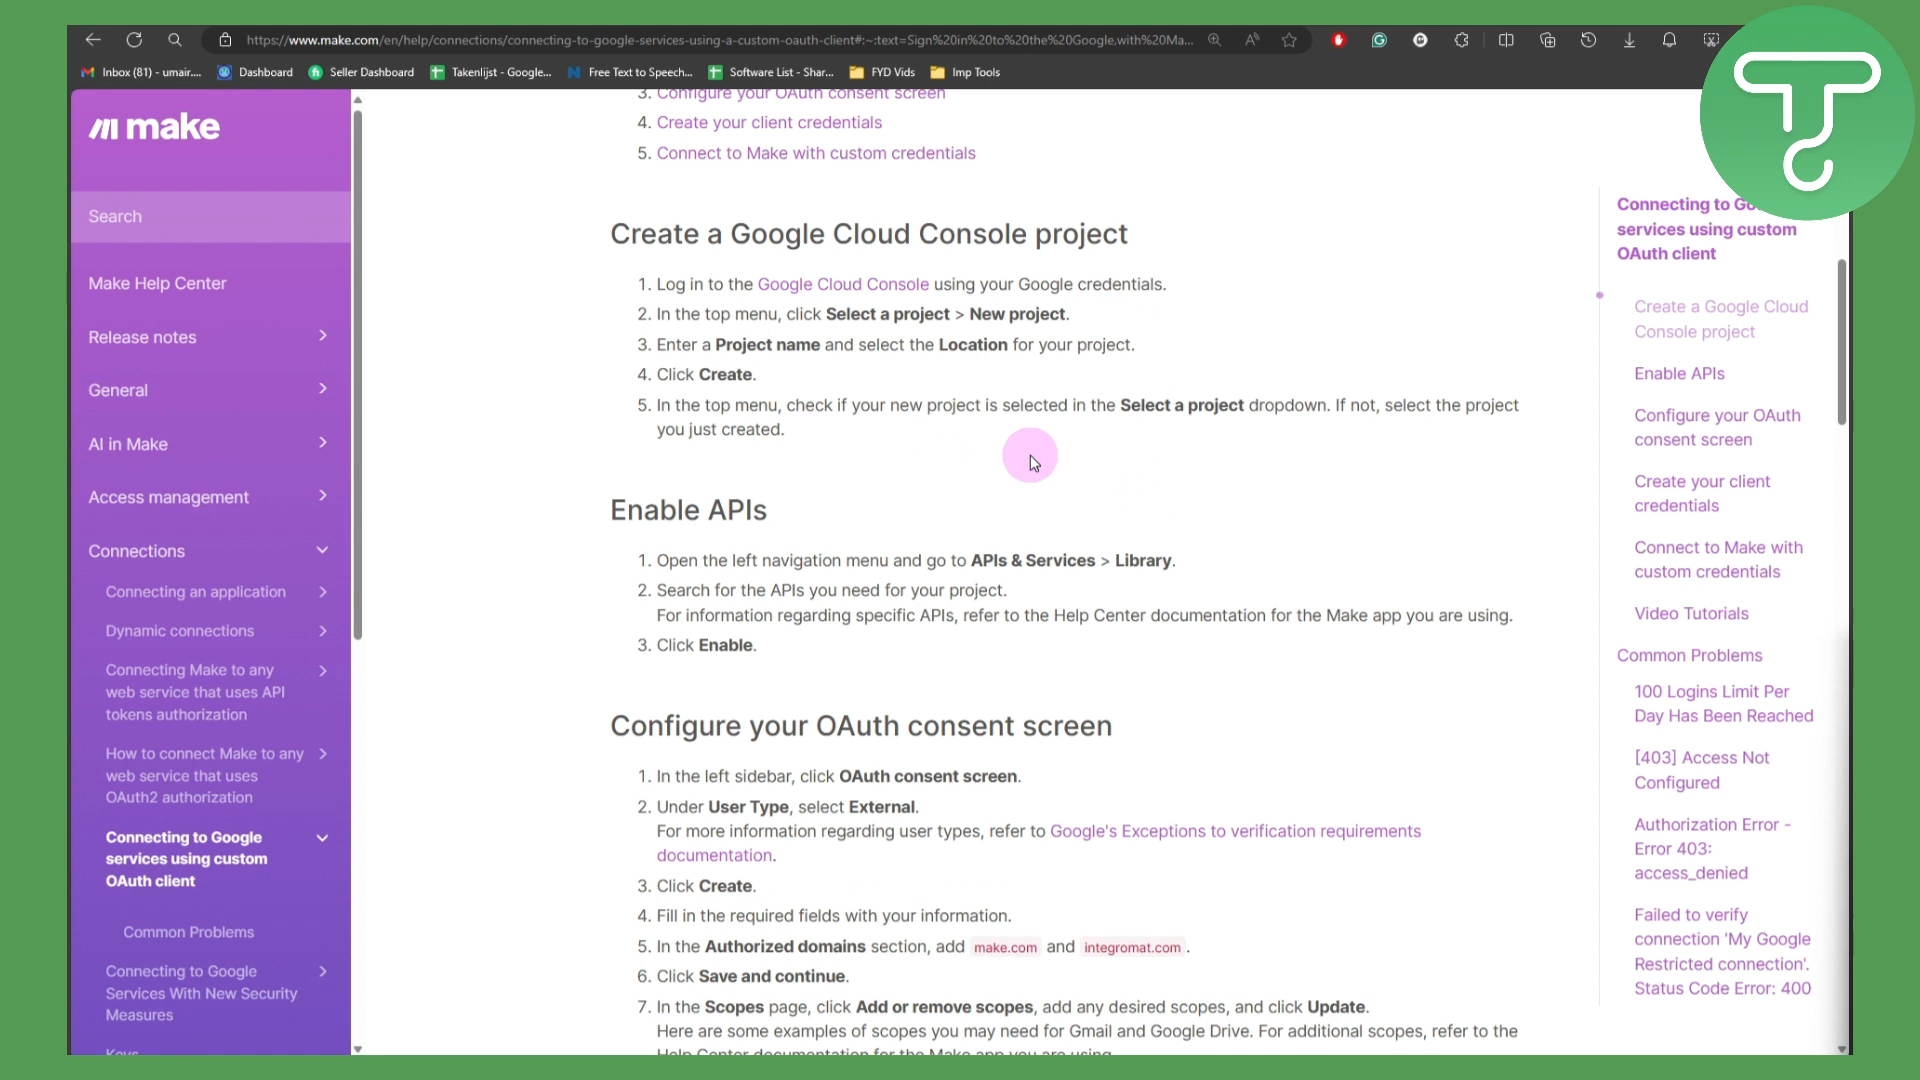 https://www.make.com/en/help/connections/connecting-to-google-services-using-a-custom-oauth-client#:~:text=Sign%20in%20to%20the%20Google,with%20Ma...
Inbox (81) - umair....
Dashboard
Seller Dashboard
Takenlijst - Google...
Free Text to Speech...
Software List - Shar...
FYD Vids
Imp Tools
make
Search
Make Help Center
Release notes
General
AI in Make
Access management
Connections
Connecting an application
Dynamic connections
Connecting Make to any
web service that uses API
tokens authorization
How to connect Make to any
web service that uses
OAuth2 authorization
Connecting to Google
services using custom
OAuth client
Common Problems
Connecting to Google
Services With New Security
Measures
Keys
3. Configure your OAuth consent screen
4. Create your client credentials
5. Connect to Make with custom credentials
Create a Google Cloud Console project
1. Log in to the Google Cloud Console using your Google credentials.
2. In the top menu, click Select a project > New project.
3. Enter a Project name and select the Location for your project.
4. Click Create.
5. In the top menu, check if your new project is selected in the Select a project dropdown. If not, select the project
you just created.
Enable APIs
1. Open the left navigation menu and go to APIs & Services > Library.
2. Search for the APIs you need for your project.
For information regarding specific APIs, refer to the Help Center documentation for the Make app you are using.
3. Click Enable.
Configure your OAuth consent screen
1. In the left sidebar, click OAuth consent screen.
2. Under User Type, select External.
For more information regarding user types, refer to Google's Exceptions to verification requirements
documentation.
3. Click Create.
4. Fill in the required fields with your information.
5. In the Authorized domains section, add make.com and integromat.com.
6. Click Save and continue.
7. In the Scopes page, click Add or remove scopes, add any desired scopes, and click Update.
Here are some examples of scopes you may need for Gmail and Google Drive. For additional scopes, refer to the
Help Center documentation for the Make app you are using.
Connecting to
services using custom
OAuth client
Create a Google Cloud
Console project
Enable APIs
Configure your OAuth
consent screen
Create your client
credentials
Connect to Make with
custom credentials
Video Tutorials
Common Problems
100 Logins Limit Per
Day Has Been Reached
[403] Access Not
Configured
Authorization Error -
Error 403:
access_denied
Failed to verify
connection 'My Google
Restricted connection'.
Status Code Error: 400